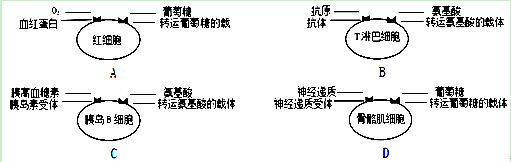 O₂ 葡萄糖
血红蛋白 转运葡萄糖的载体
红细胞
A
抗原 氨基酸
抗体 转运氨基酸的载体
T淋巴细胞
B
胰高血糖素 氨基酸
胰岛素受体 转运氨基酸的载体
胰岛B细胞
C
神经递质 葡萄糖
神经递质受体 转运葡萄糖的载体
骨骼肌细胞
D